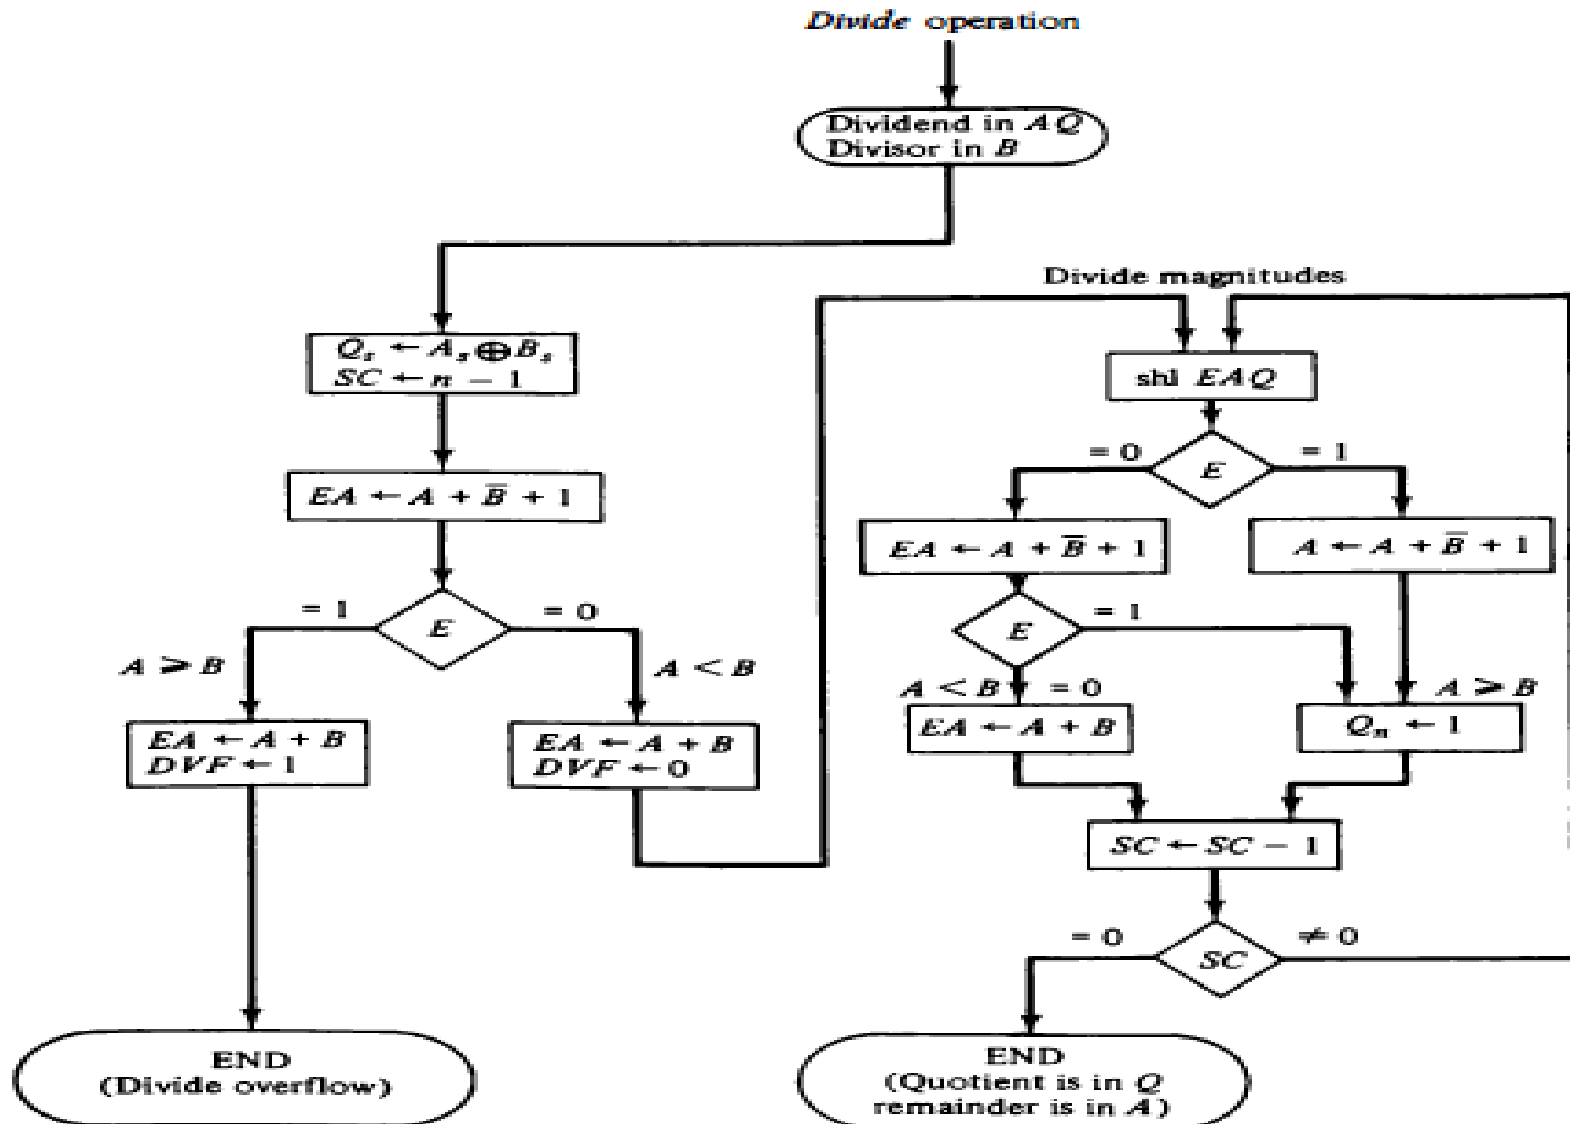 Divide operation
Dividend in AQ
Divisor in B
Qₛ ← Aₛ ⊕ Bₛ
SC ← n − 1
EA ← A + B̅ + 1
E
= 1
= 0
A ⩾ B
A < B
EA ← A + B
DVF ← 1
EA ← A + B
DVF ← 0
END
(Divide overflow)
Divide magnitudes
shl EAQ
= 0
= 1
E
EA ← A + B̅ + 1
A ← A + B̅ + 1
E
= 1
A < B
= 0
A ⩾ B
EA ← A + B
Qₙ ← 1
SC ← SC − 1
= 0
≠ 0
SC
END
(Quotient is in Q
remainder is in A)